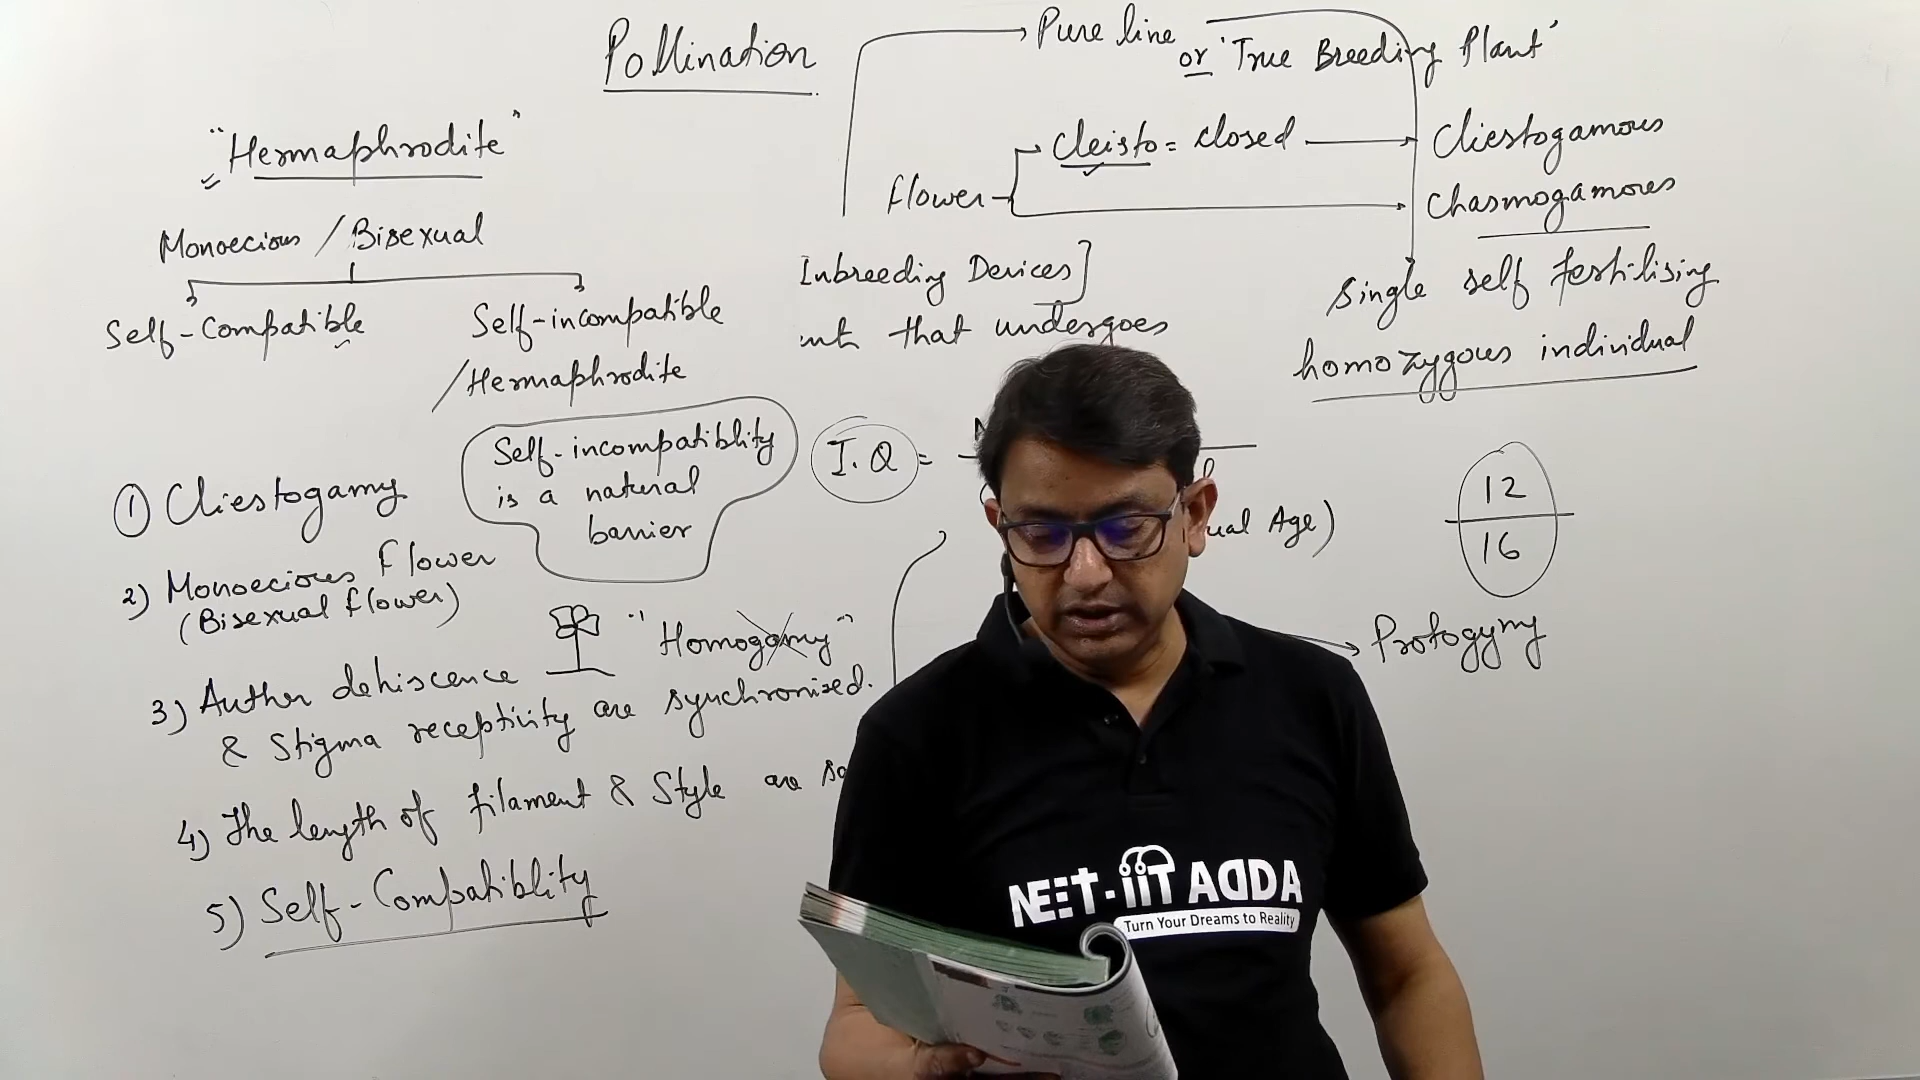 Pollination
"Hermaphrodite"
Monoecious / Bisexual
Self-Compatible
Self-incompatible
/Hermaphrodite
Pure line
or 'True Breeding Plant'
Cleisto = closed
Cliestogamous
flower
Chasmogamous
Inbreeding Devices]
that undergoes
single self fertilising
homozygous individual
① Cliestogamy
Self-incompatiblity
is a natural
barrier
I.Q =
ual Age)
12
16
2) Monoecious flower
(Bisexual flower)
"Homogamy"
Protogyny
3) Anther dehiscence
& Stigma receptivity are synchronised.
4) The length of filament & Style are
5) Self-Compatiblity
NEET-IIT ADDA
Turn Your Dreams to Reality